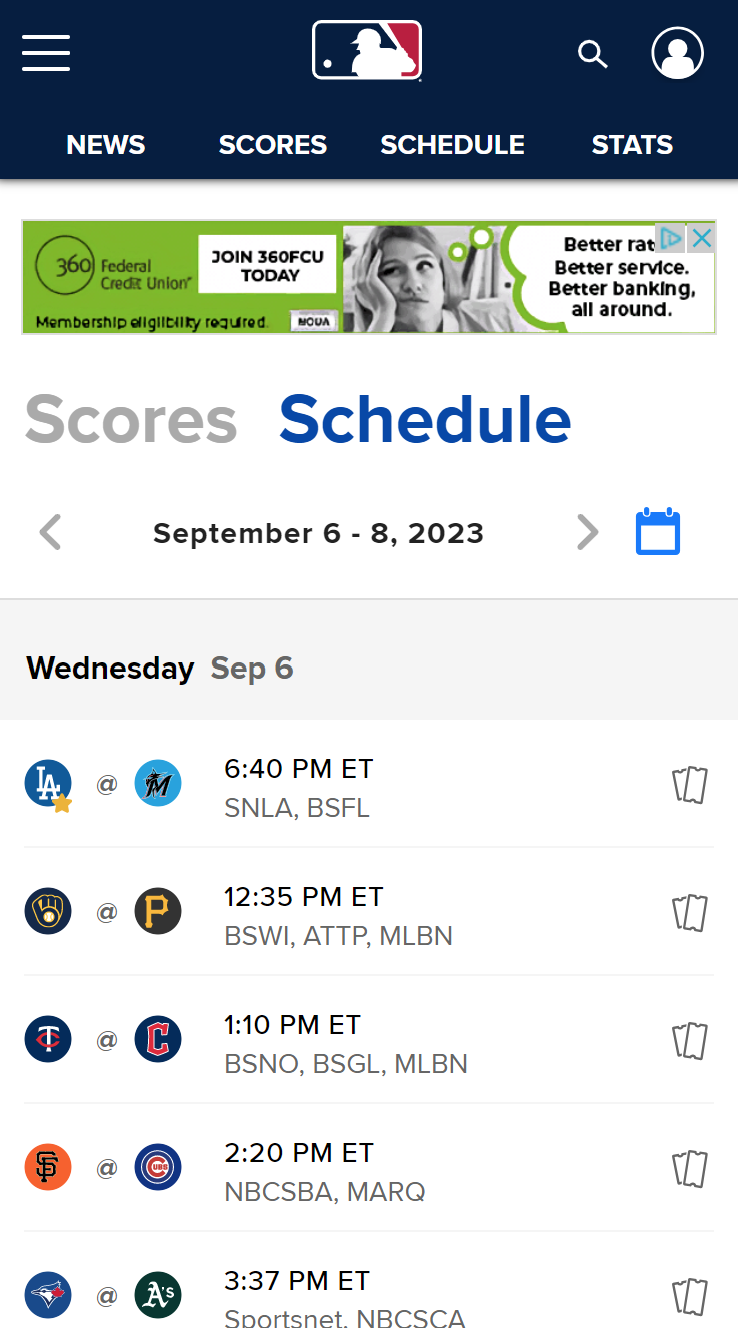 NEWS SCORES SCHEDULE STATS
360 Federal Credit Union
JOIN 360FCU TODAY
Membership eligibility required.
NCUA
Better
Better service.
Better banking,
all around.
Scores Schedule
September 6 - 8, 2023
Wednesday Sep 6
LA @ M 6:40 PM ET
SNLA, BSFL
@ P 12:35 PM ET
BSWI, ATTP, MLBN
TC @ C 1:10 PM ET
BSNO, BSGL, MLBN
SF @ CUBS 2:20 PM ET
NBCSBA, MARQ
@ A's 3:37 PM ET
Sportsnet, NBCSCA